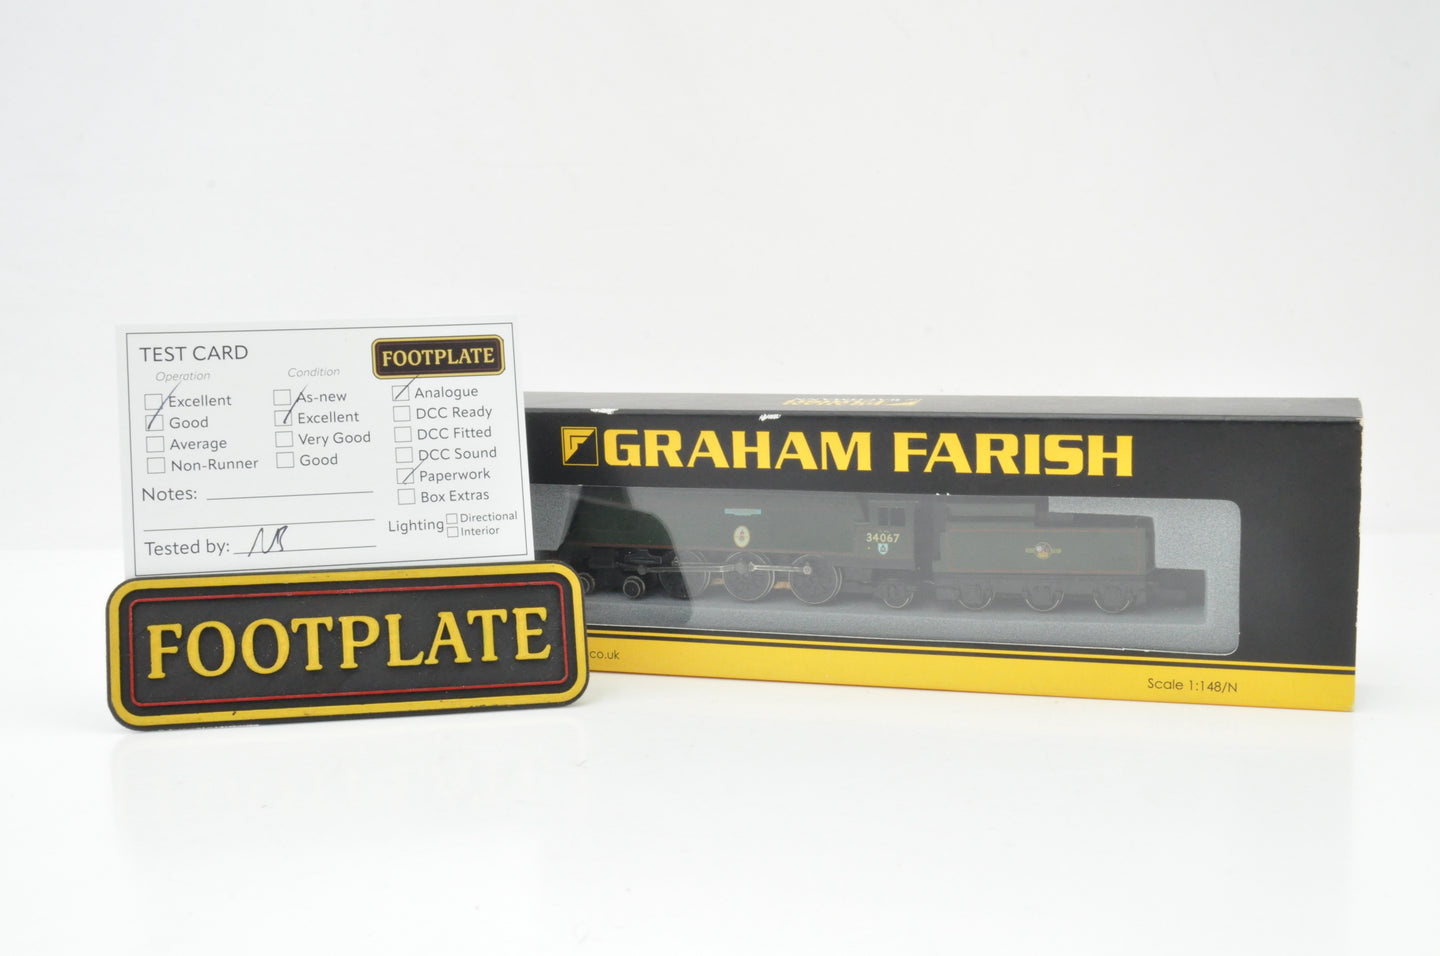 TEST CARD
FOOTPLATE
Operation
Excellent
Good
Average
Non-Runner
Condition
As-new
Excellent
Very Good
Good
Analogue
DCC Ready
DCC Fitted
DCC Sound
Paperwork
Box Extras
Notes:
Lighting
Directional
Interior
Tested by:
FOOTPLATE
GRAHAM FARISH
34067
co.uk
Scale 1:148/N